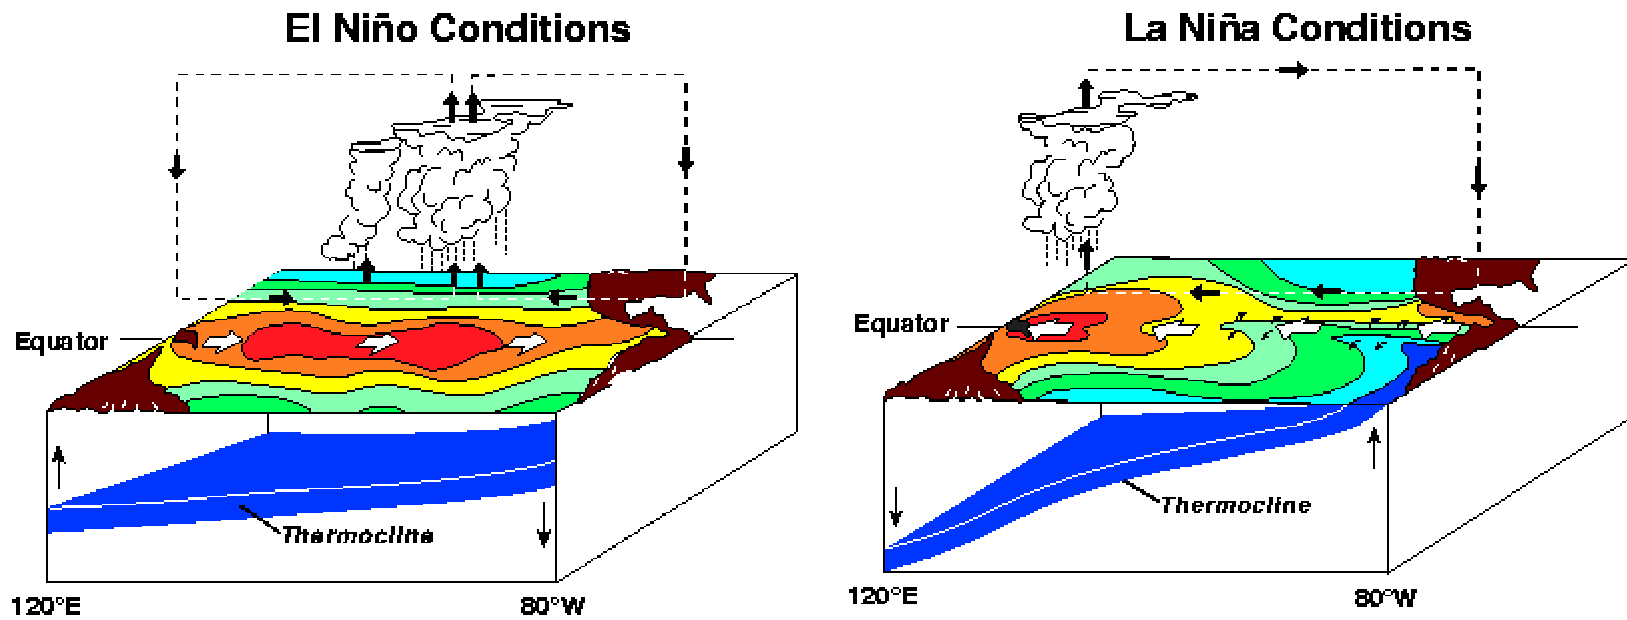 El Niño Conditions
Equator
Thermocline
120°E
80°W
La Niña Conditions
Equator
Thermocline
120°E
80°W